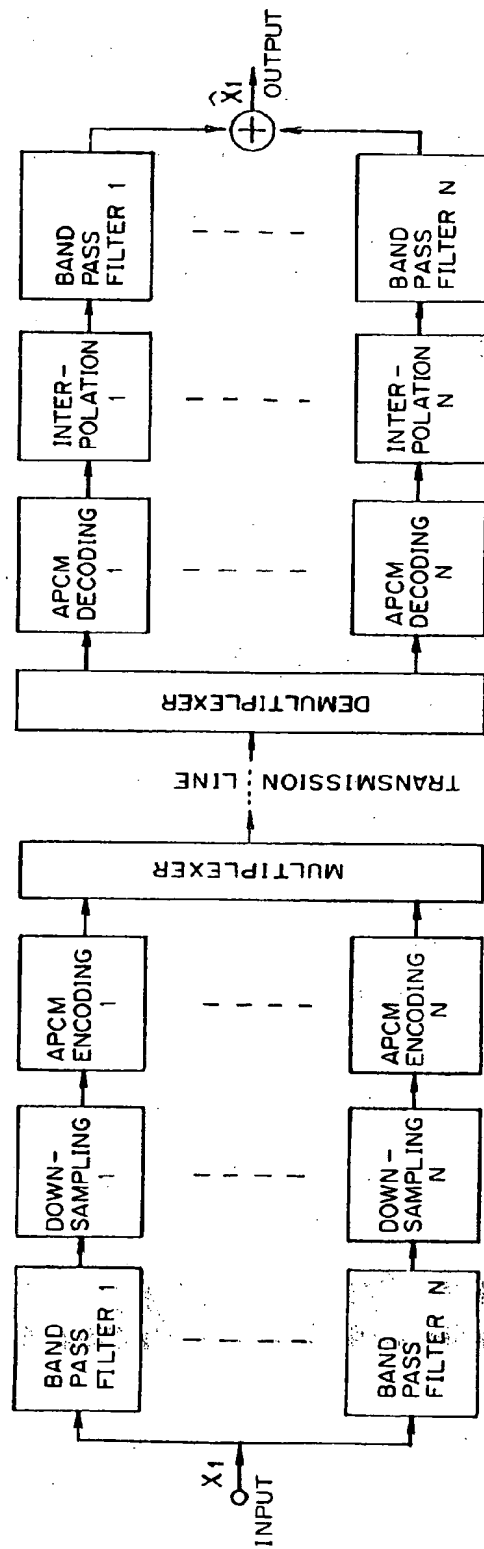 X1
INPUT
BAND
PASS
FILTER 1
DOWN-
SAMPLING
1
APCM
ENCODING
1
BAND
PASS
FILTER N
DOWN-
SAMPLING
N
APCM
ENCODING
N
MULTIPLEXER
TRANSMISSION
LINE
DEMULTIPLEXER
APCM
DECODING
1
INTER-
POLATION
1
BAND
PASS
FILTER 1
APCM
DECODING
N
INTER-
POLATION
N
BAND
PASS
FILTER N
X̂1
OUTPUT